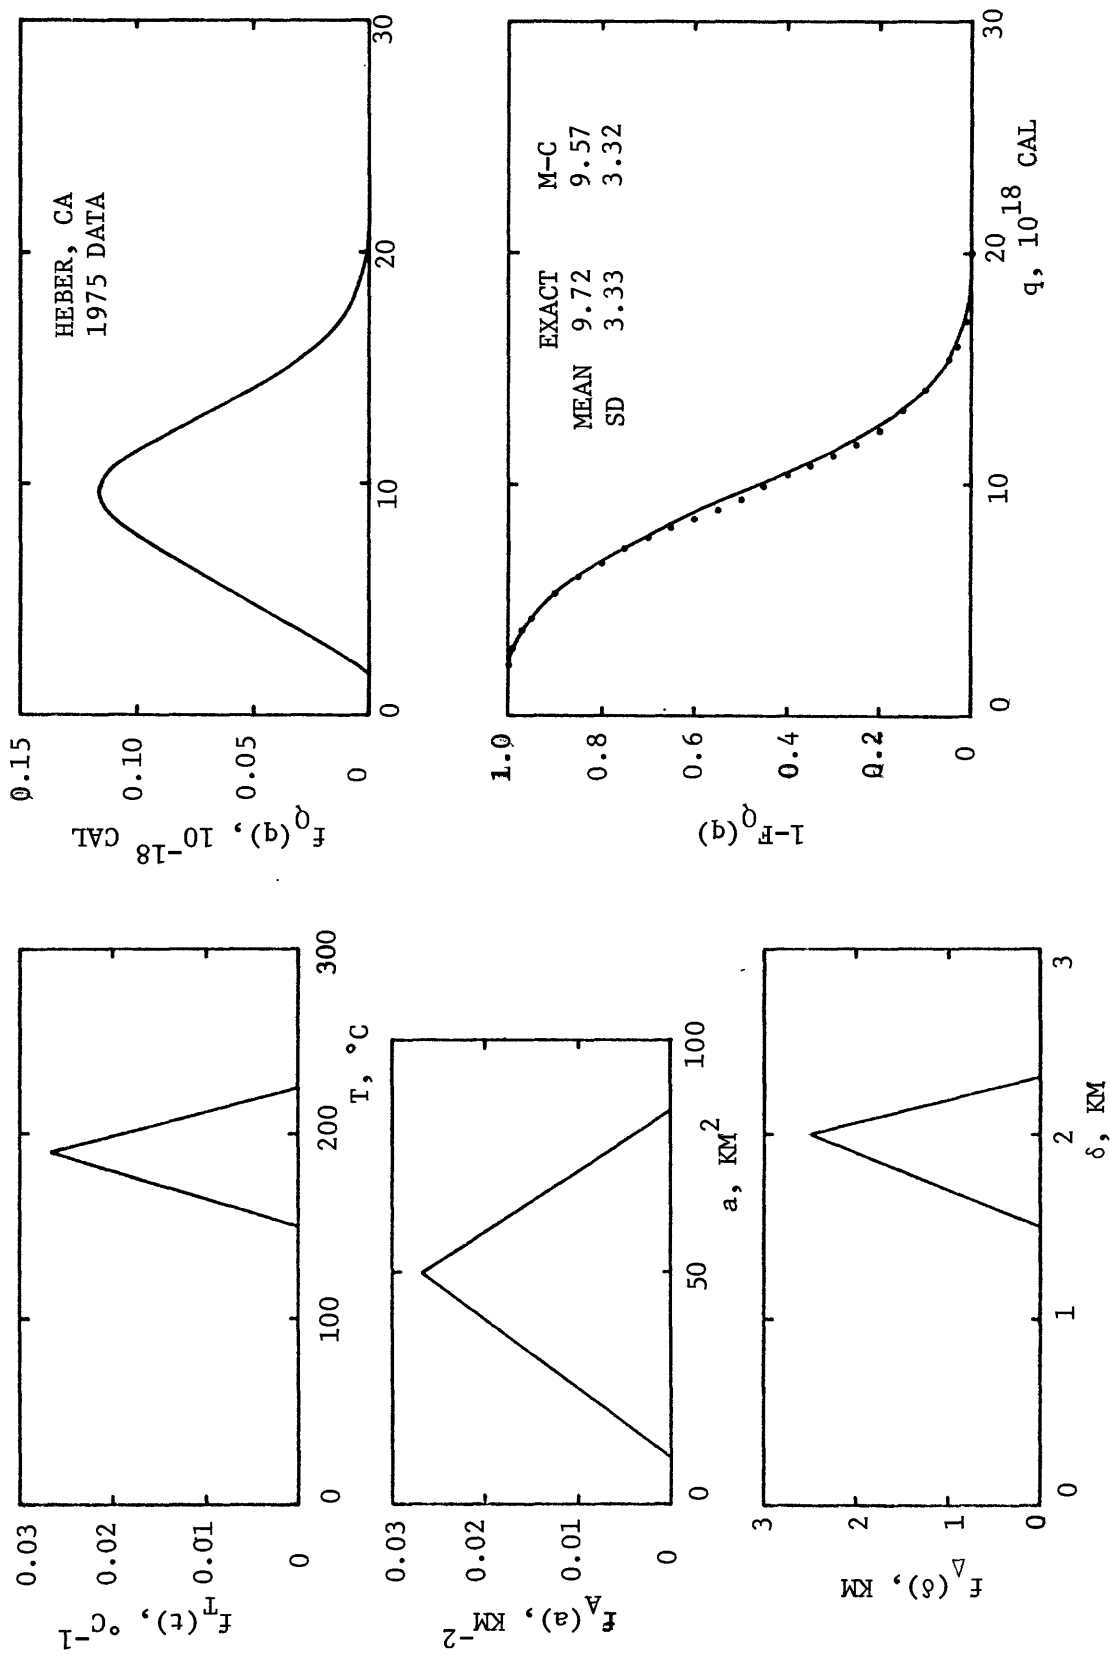 0.03
0.02
0.01
0
f_T(t), °C⁻¹
0
100
200
300
T, °C
0.03
0.02
0.01
0
f_A(a), KM⁻²
0
50
100
a, KM²
3
2
1
0
f_Δ(δ), KM
0
1
2
3
δ, KM
0.15
0.10
0.05
0
f_Q(q), 10⁻¹⁸ CAL
HEBER, CA
1975 DATA
0
10
20
30
1.0
0.8
0.6
0.4
0.2
0
1-F_Q(q)
EXACT M-C
MEAN 9.72 9.57
SD 3.33 3.32
0
10
20
30
q, 10¹⁸ CAL